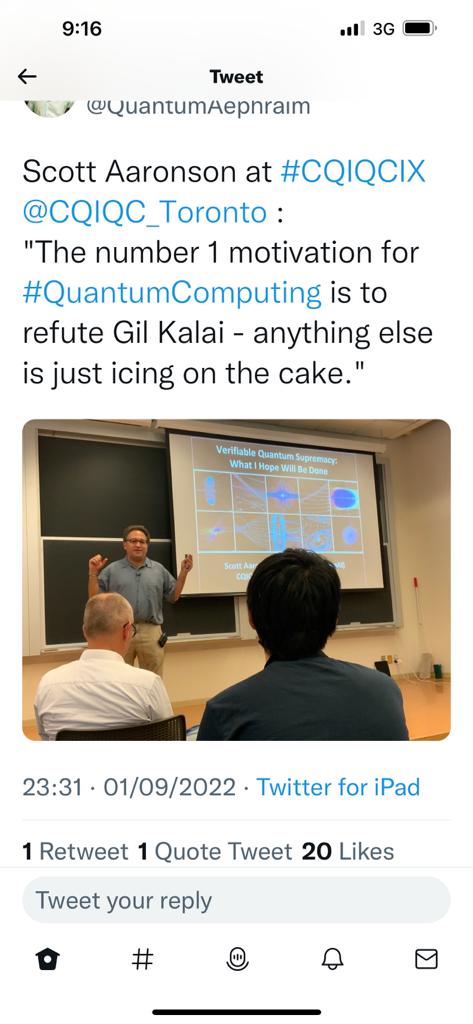 9:16
3G
Tweet
@QuantumAephraim
Scott Aaronson at #CQIQCIX
@CQIQC_Toronto :
"The number 1 motivation for
#QuantumComputing is to
refute Gil Kalai - anything else
is just icing on the cake."
Verifiable Quantum Supremacy:
What I Hope Will Be Done
Scott
23:31 · 01/09/2022 · Twitter for iPad
1 Retweet 1 Quote Tweet 20 Likes
Tweet your reply